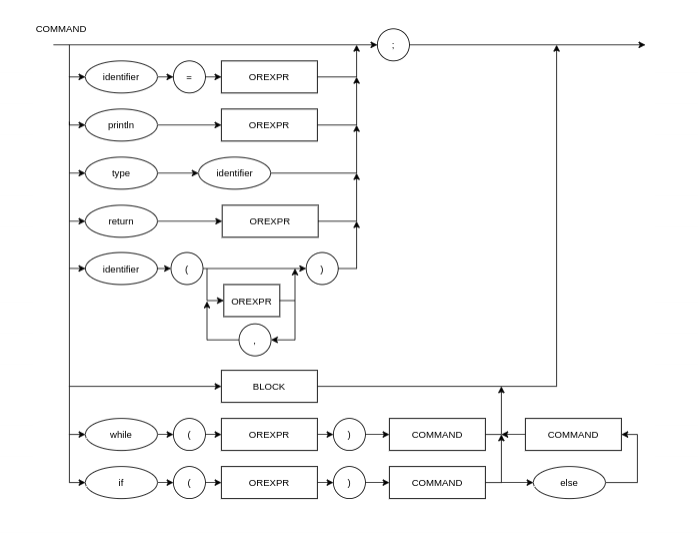 COMMAND
;
identifier = OREXPR
println OREXPR
type identifier
return OREXPR
identifier ( )
OREXPR
,
BLOCK
while ( OREXPR ) COMMAND COMMAND
if ( OREXPR ) COMMAND else